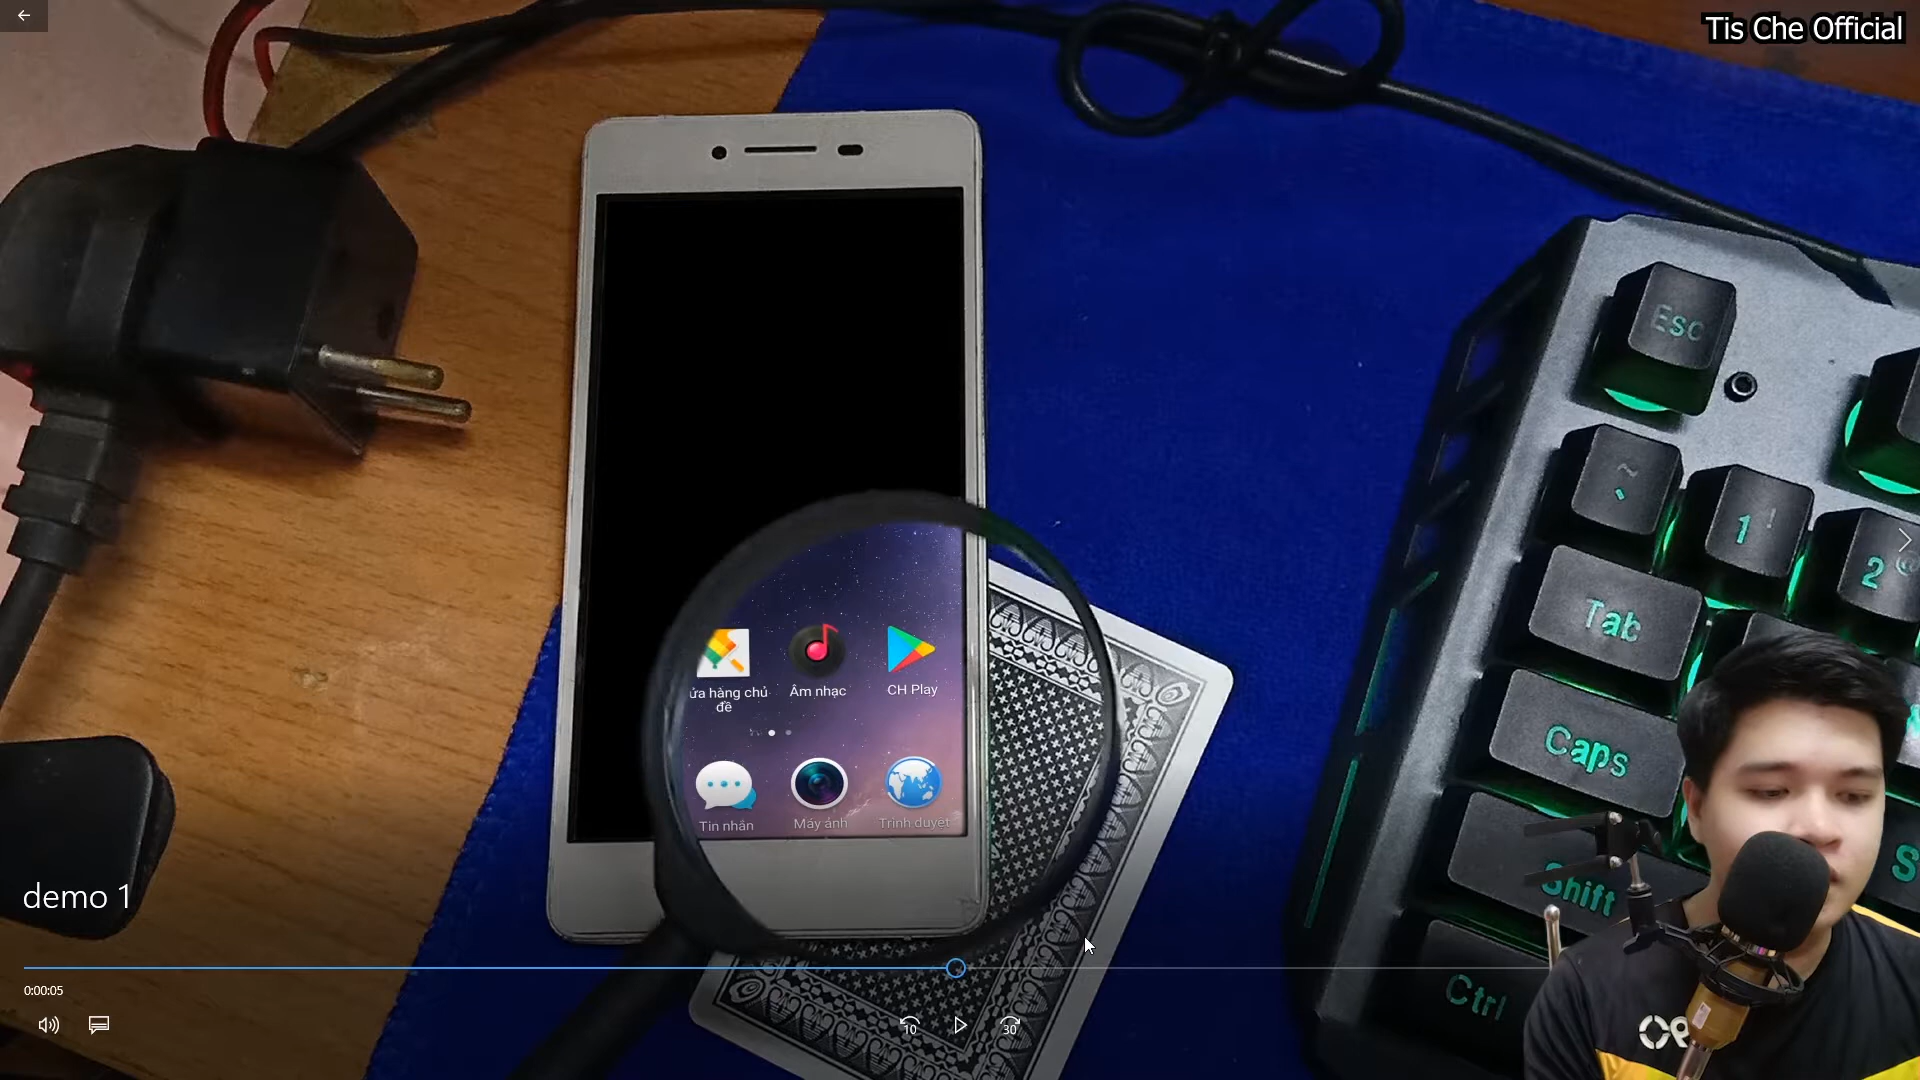 Tis Che Official
Esc
~
1 !
2 @
Tab
Caps
Shift
Ctrl
ửa hàng chủ
đề
Âm nhạc
CH Play
Tin nhắn
Máy ảnh
Trình duyệt
demo 1
0:00:05
10
30
S